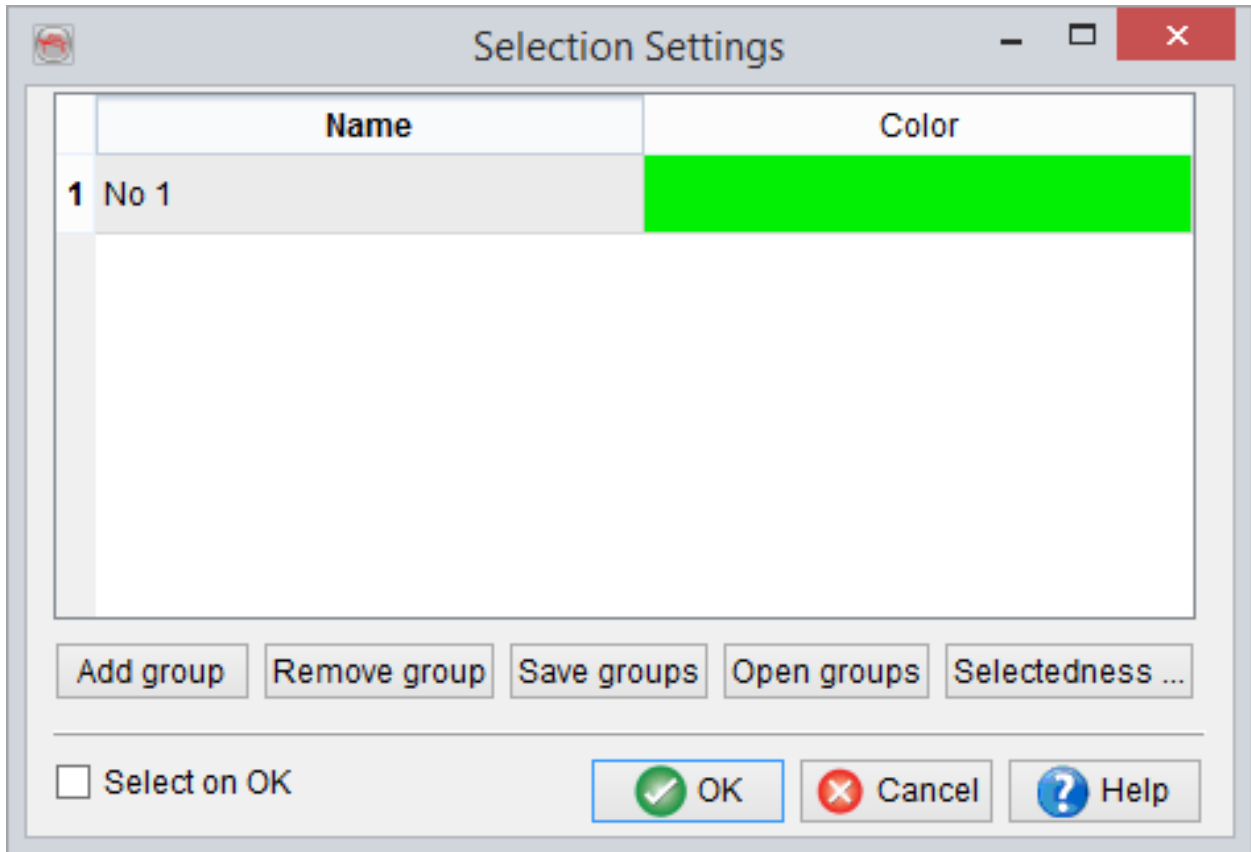 Selection Settings
Name Color
1 No 1
Add group Remove group Save groups Open groups Selectedness ...
Select on OK OK Cancel ? Help